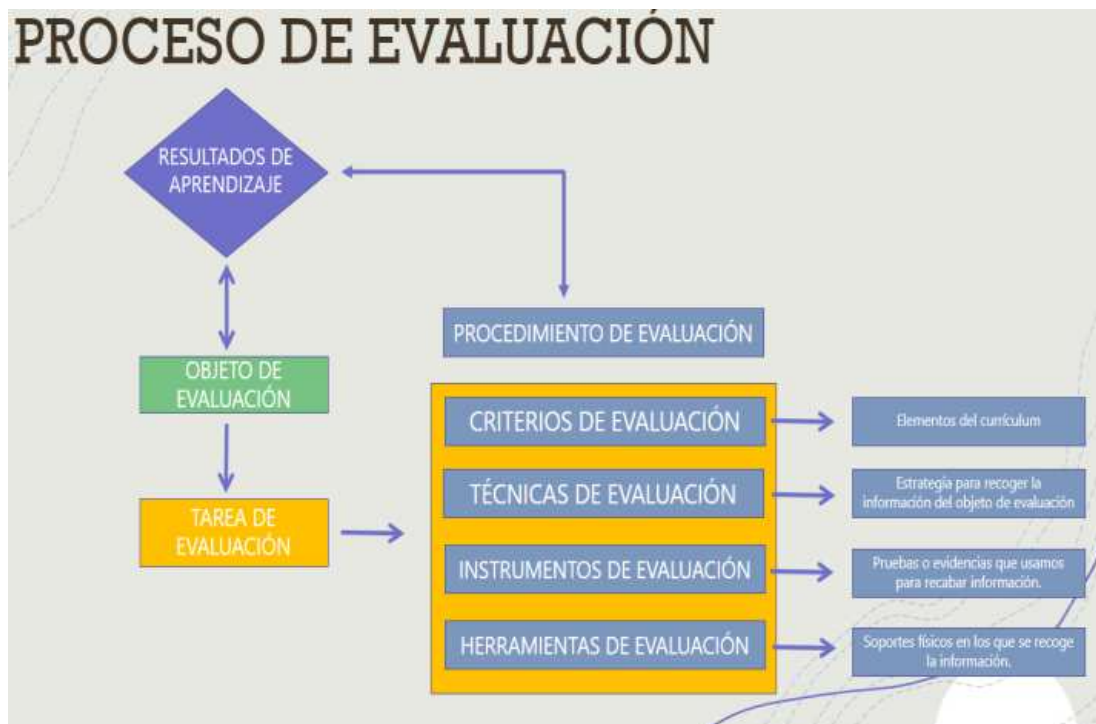 PROCESO DE EVALUACIÓN
RESULTADOS DE
APRENDIZAJE
PROCEDIMIENTO DE EVALUACIÓN
OBJETO DE
EVALUACIÓN
CRITERIOS DE EVALUACIÓN
Elementos del currículum
TÉCNICAS DE EVALUACIÓN
Estrategia para recoger la
información del objeto de evaluación
TAREA DE
EVALUACIÓN
INSTRUMENTOS DE EVALUACIÓN
Pruebas o evidencias que usamos
para recabar información.
HERRAMIENTAS DE EVALUACIÓN
Soportes físicos en los que se recoge
la información.